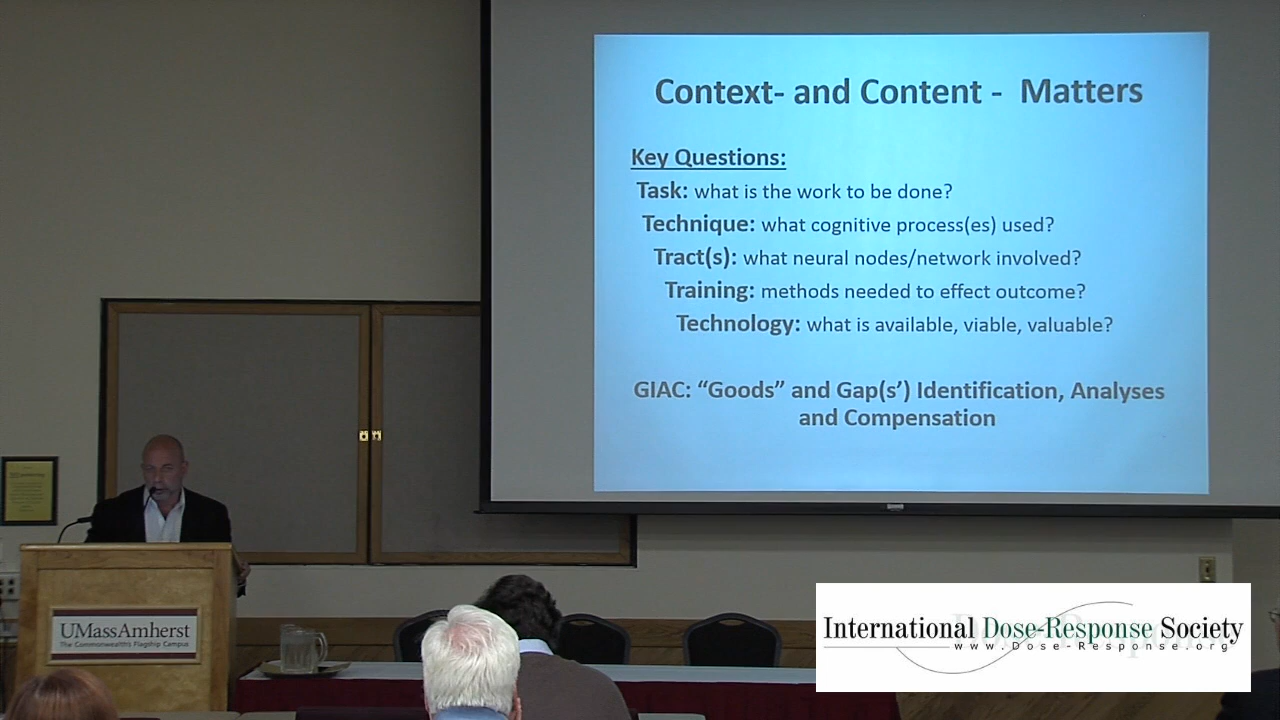 Context- and Content - Matters
Key Questions:
Task: what is the work to be done?
Technique: what cognitive process(es) used?
Tract(s): what neural nodes/network involved?
Training: methods needed to effect outcome?
Technology: what is available, viable, valuable?
GIAC: “Goods” and Gap(s’) Identification, Analyses
and Compensation
UMassAmherst
The Commonwealth's Flagship Campus
International Dose-Response Society
www.Dose-Response.org